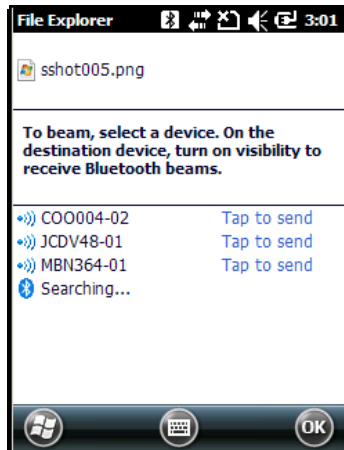 File Explorer 3:01
sshot005.png
To beam, select a device. On the
destination device, turn on visibility to
receive Bluetooth beams.
COO004-02 Tap to send
JCDV48-01 Tap to send
MBN364-01 Tap to send
Searching...
OK